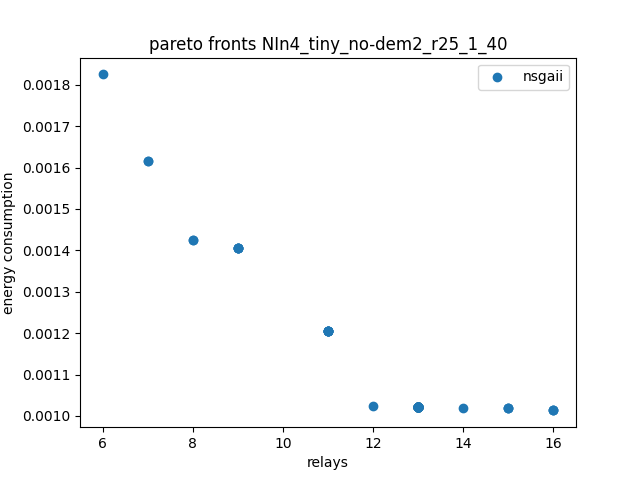 pareto fronts NIn4_tiny_no-dem2_r25_1_40
nsgaii
energy consumption
0.0018
0.0017
0.0016
0.0015
0.0014
0.0013
0.0012
0.0011
0.0010
6 8 10 12 14 16
relays